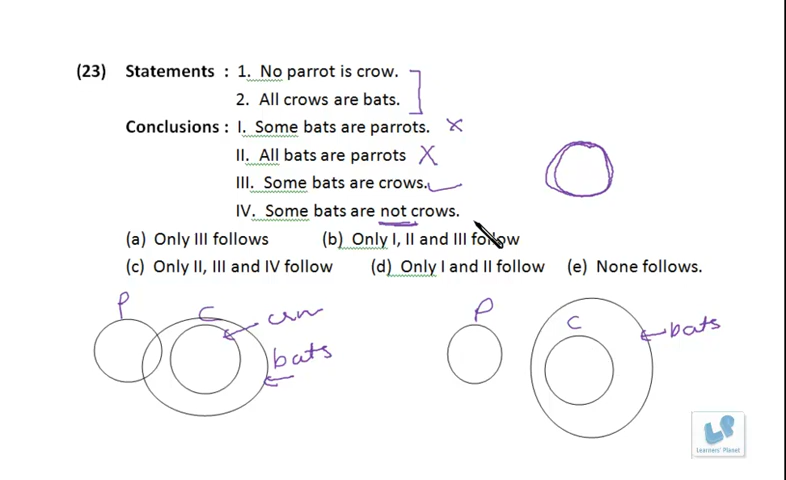 (23) Statements : 1. No parrot is crow.
2. All crows are bats.
Conclusions : I. Some bats are parrots. X
II. All bats are parrots X
III. Some bats are crows.
IV. Some bats are not crows.
(a) Only III follows (b) Only I, II and III follow
(c) Only II, III and IV follow (d) Only I and II follow (e) None follows.
P C
bats
P C bats
LP
Learners' Planet